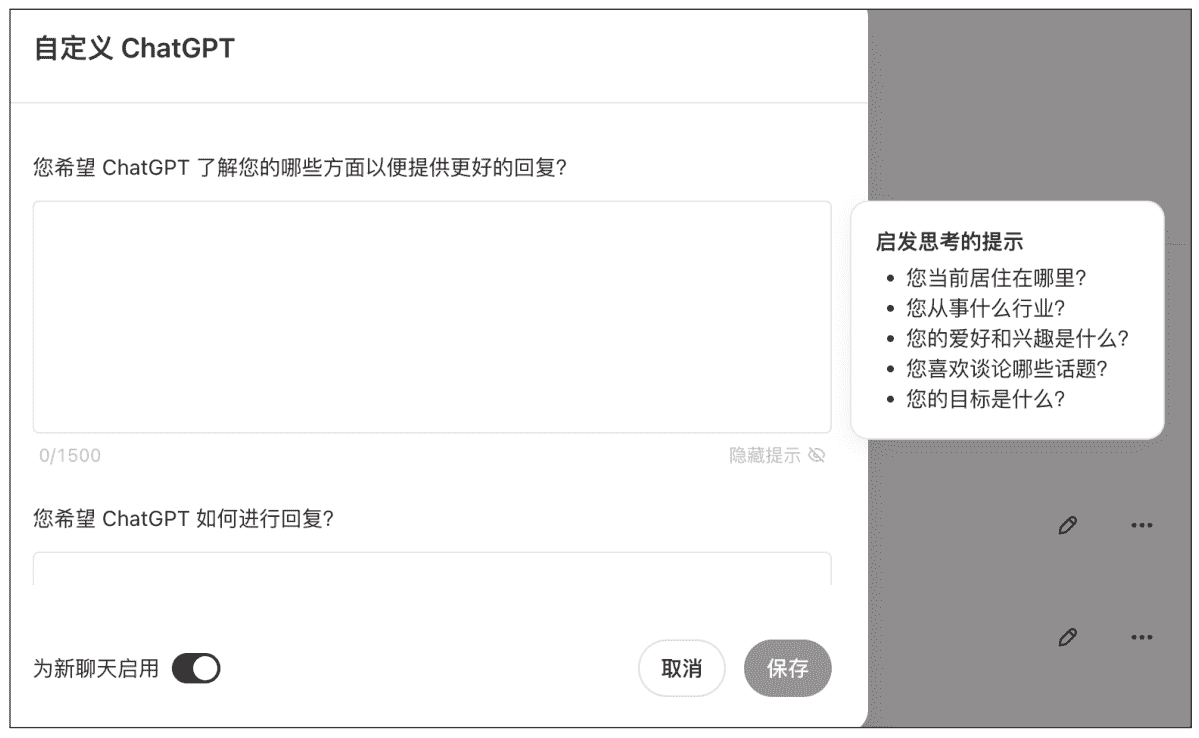 自定义 ChatGPT
您希望 ChatGPT 了解您的哪些方面以便提供更好的回复?
启发思考的提示
• 您当前居住在哪里?
• 您从事什么行业?
• 您的爱好和兴趣是什么?
• 您喜欢谈论哪些话题?
• 您的目标是什么?
0/1500
隐藏提示
您希望 ChatGPT 如何进行回复?
为新聊天启用
取消
保存